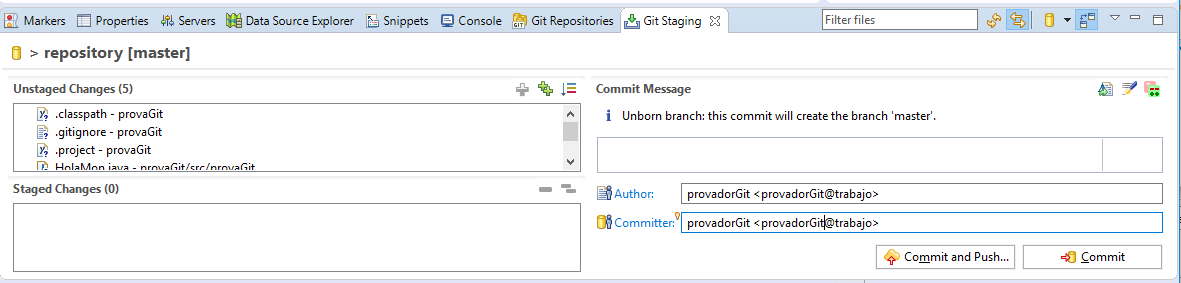 Markers Properties Servers Data Source Explorer Snippets Console Git Repositories Git Staging Filter files
> repository [master]
Unstaged Changes (5)
.classpath - provaGit
.gitignore - provaGit
.project - provaGit
HolaMon.java - provaGit/src/provaGit
Staged Changes (0)
Commit Message
Unborn branch: this commit will create the branch 'master'.
Author: provadorGit <provadorGit@trabajo>
Committer: provadorGit <provadorGit@trabajo>
Commit and Push... Commit